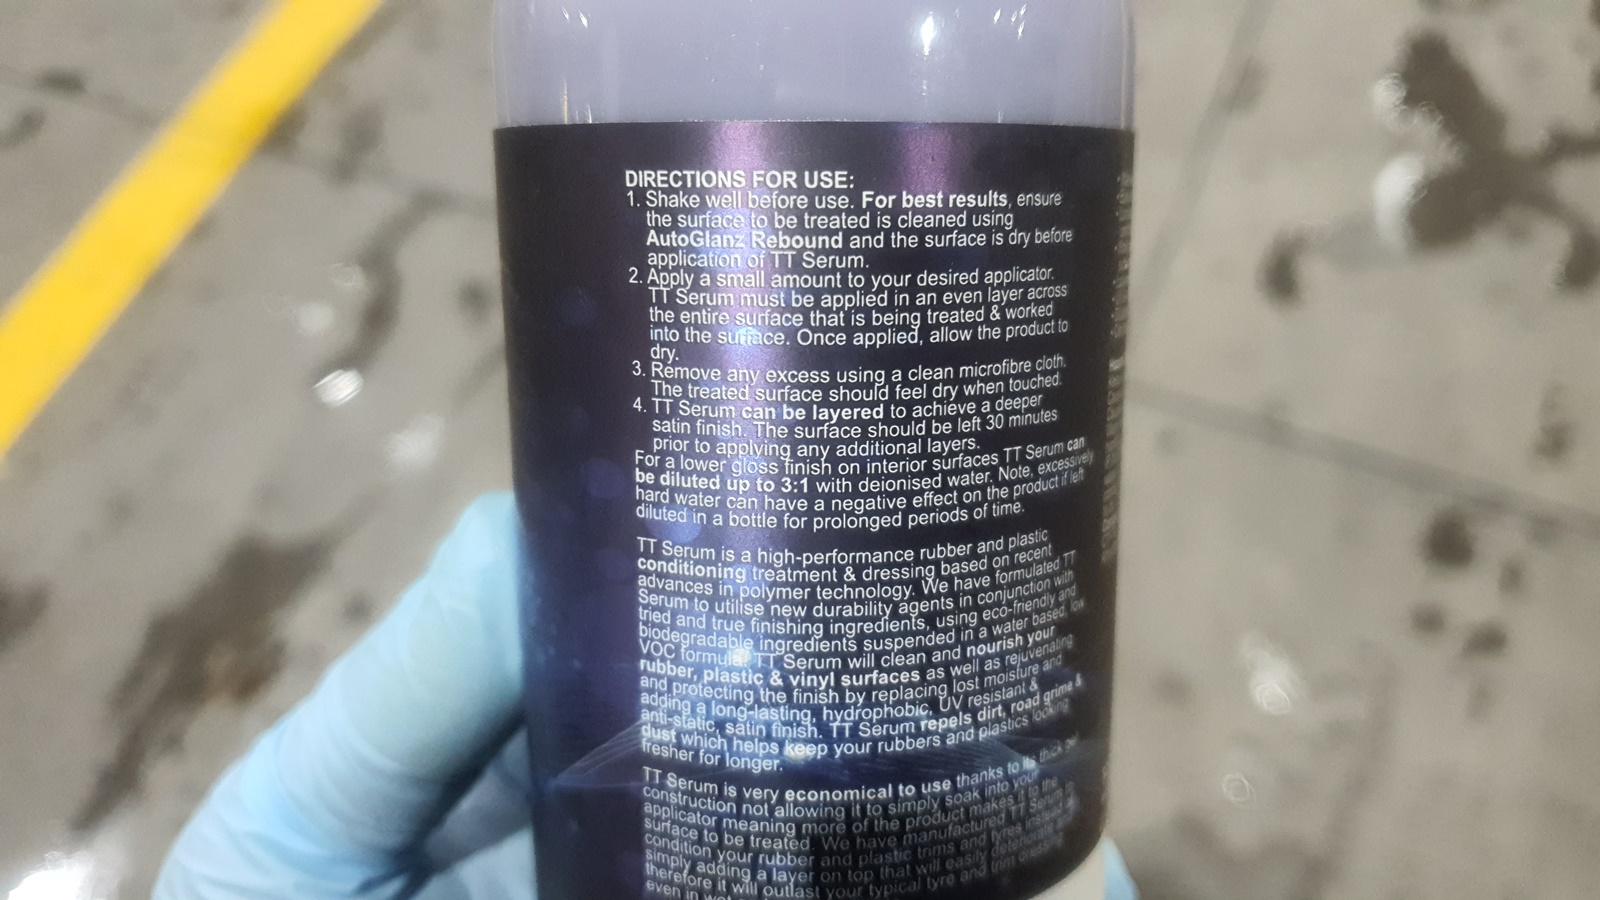 DIRECTIONS FOR USE:
1. Shake well before use. For best results, ensure
the surface to be treated is cleaned using
AutoGlanz Rebound and the surface is dry before
application of TT Serum.
2. Apply a small amount to your desired applicator.
TT Serum must be applied in an even layer across
the entire surface that is being treated & worked
into the surface. Once applied, allow the product to
dry.
3. Remove any excess using a clean microfibre cloth.
The treated surface should feel dry when touched.
4. TT Serum can be layered to achieve a deeper
satin finish. The surface should be left 30 minutes
prior to applying any additional layers.
For a lower gloss finish on interior surfaces TT Serum can
be diluted up to 3:1 with deionised water. Note, excessively
hard water can have a negative effect on the product if left
diluted in a bottle for prolonged periods of time.
TT Serum is a high-performance rubber and plastic
conditioning treatment & dressing based on recent
advances in polymer technology. We have formulated TT
Serum to utilise new durability agents in conjunction with
tried and true finishing ingredients, using eco-friendly and
biodegradable ingredients suspended in a water based, low
VOC formula. TT Serum will clean and nourish your
rubber, plastic & vinyl surfaces as well as rejuvenating
and protecting the finish by replacing lost moisture and
adding a long-lasting, hydrophobic, UV resistant &
anti-static, satin finish. TT Serum repels dirt, road grime &
dust which helps keep your rubbers and plastics looking
fresher for longer.
TT Serum is very economical to use thanks to its thick gel
construction not allowing it to simply soak into your
applicator meaning more of the product makes it to the
surface to be treated. We have manufactured TT Serum to
condition your rubber and plastic trims and tyres instead of
simply adding a layer on top that will easily deteriorate,
therefore it will outlast your typical tyre and trim dressing
even in wet